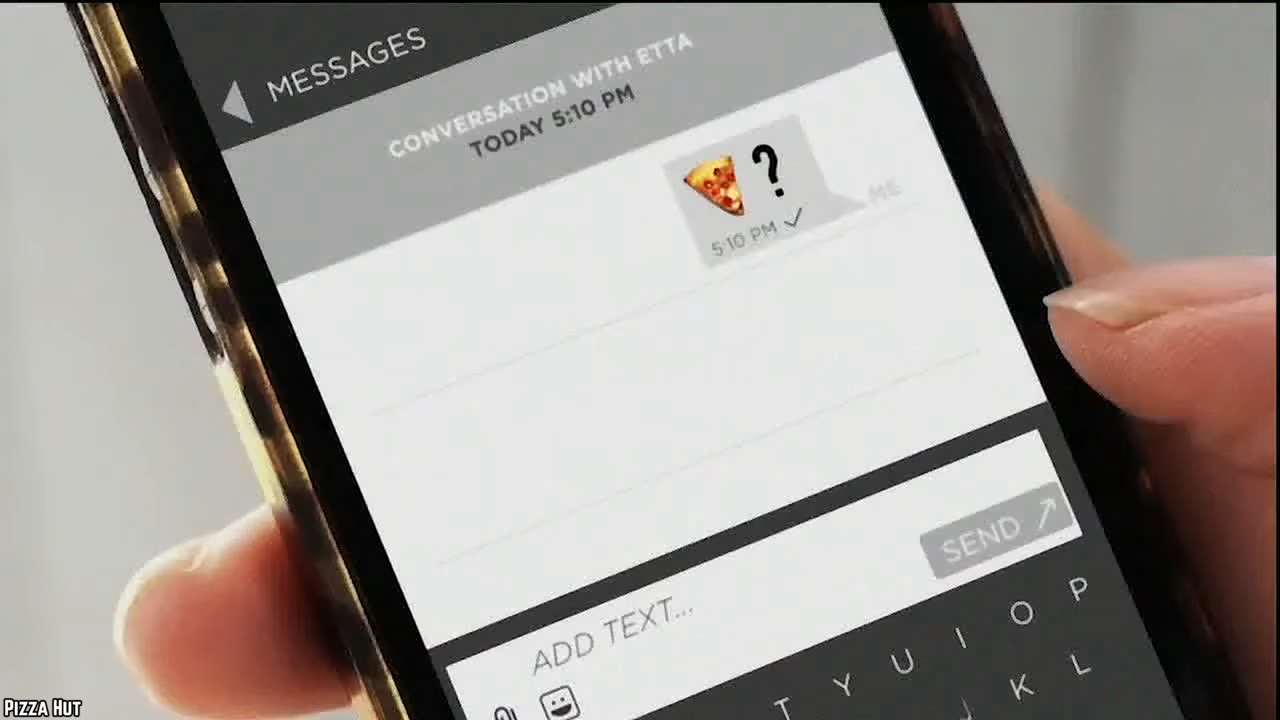 MESSAGES
CONVERSATION WITH ETTA
TODAY 5:10 PM
🍕?
5:10 PM ✓
ME
ADD TEXT...
SEND
T Y U I O P
J K L
Pizza Hut